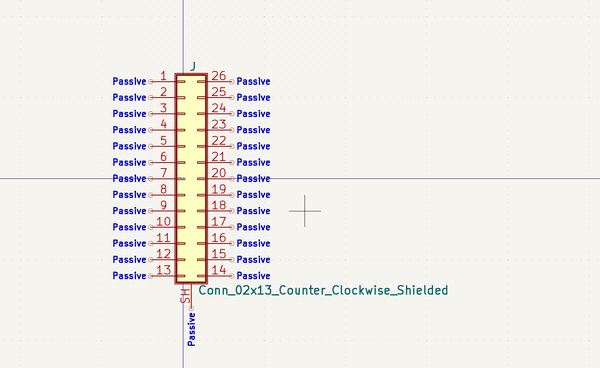 J
Passive 1 26 Passive
Passive 2 25 Passive
Passive 3 24 Passive
Passive 4 23 Passive
Passive 5 22 Passive
Passive 6 21 Passive
Passive 7 20 Passive
Passive 8 19 Passive
Passive 9 18 Passive
Passive 10 17 Passive
Passive 11 16 Passive
Passive 12 15 Passive
Passive 13 14 Passive
SH
Conn_02x13_Counter_Clockwise_Shielded
Passive